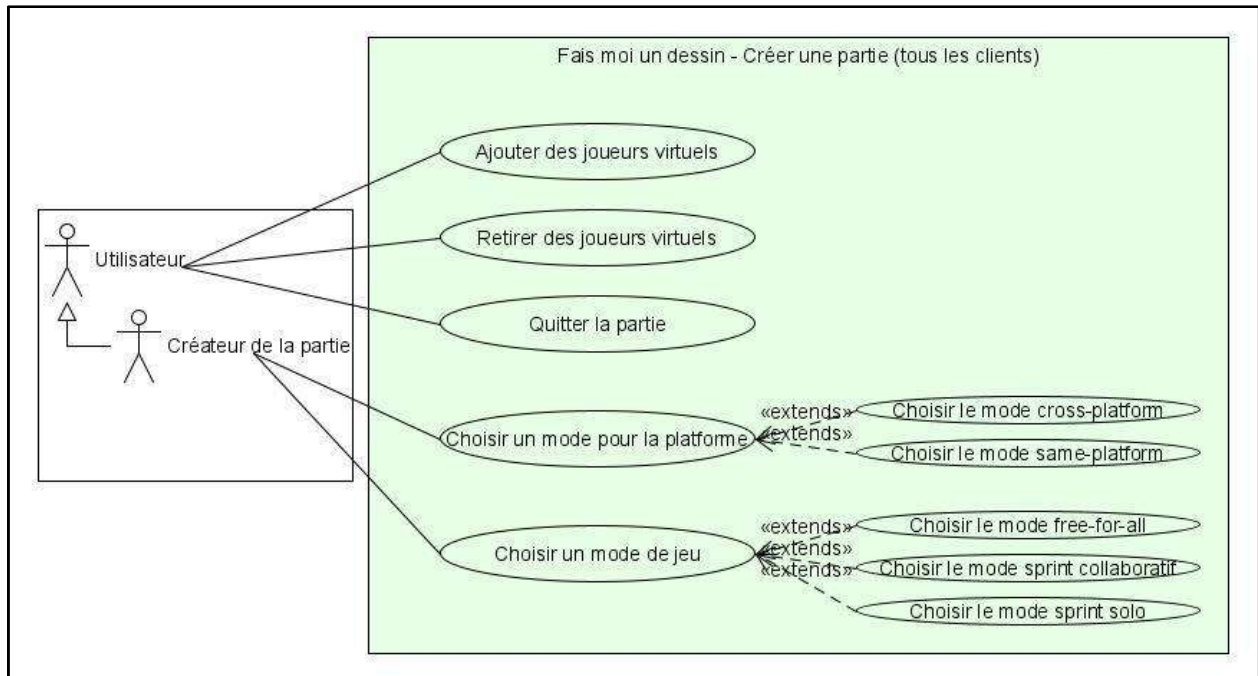 Fais moi un dessin - Créer une partie (tous les clients)
Ajouter des joueurs virtuels
Retirer des joueurs virtuels
Utilisateur
Quitter la partie
Créateur de la partie
Choisir un mode pour la platforme
«extends»
«extends»
Choisir le mode cross-platform
Choisir le mode same-platform
Choisir un mode de jeu
«extends»
«extends»
«extends»
Choisir le mode free-for-all
Choisir le mode sprint collaboratif
Choisir le mode sprint solo